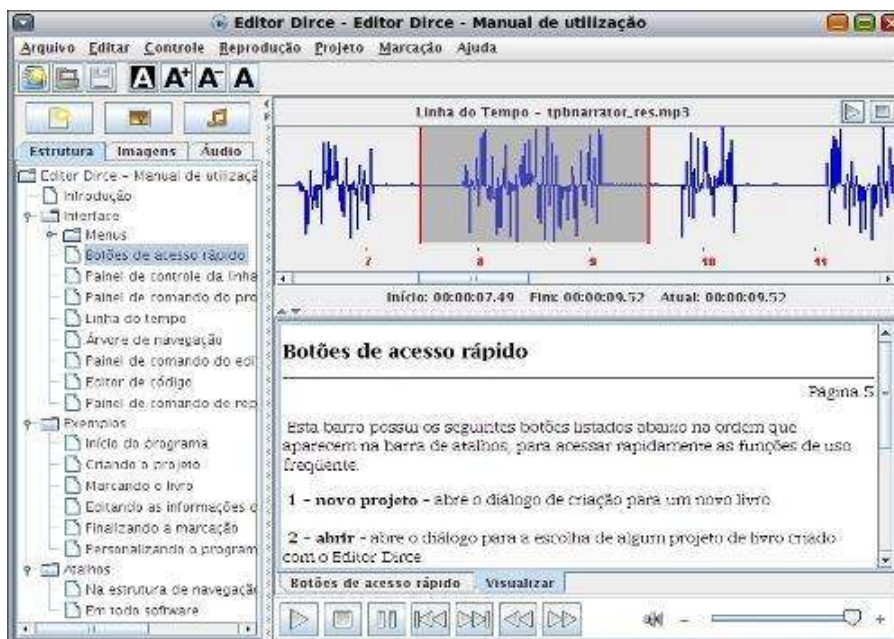 Editor Dirce - Editor Dirce - Manual de utilização
Arquivo Editar Controle Reprodução Projeto Marcação Ajuda
A A+ A- A
Linha do Tempo - tpbnarrator_res.mp3
Estrutura Imagens Áudio
Editor Dirce - Manual de utilizaçã
Introdução
Interface
Menus
Botões de acesso rápido
Painel de controle da linha
Painel de comando do pro
Linha do tempo
Árvore de navegação
Painel de comando do edi
Editor de código
Painel de comando de rep
Exemplos
Início do programa
Criando o projeto
Marcando o livro
Editando as informações d
Finalizando a marcação
Personalizando o program
Atalhos
Na estrutura de navegaçã
Em todo software
7 8 9 10 11
Início: 00:00:07.49 Fim: 00:00:09.52 Atual: 00:00:09.52
Botões de acesso rápido
Página 5
Esta barra possui os seguintes botões listados abaixo na ordem que
aparecem na barra de atalhos, para acessar rapidamente as funções de uso
freqüente.
1 - novo projeto - abre o diálogo de criação para um novo livro
2 - abrir - abre o diálogo para a escolha de algum projeto de livro criado
com o Editor Dirce
Botões de acesso rápido Visualizar
- +